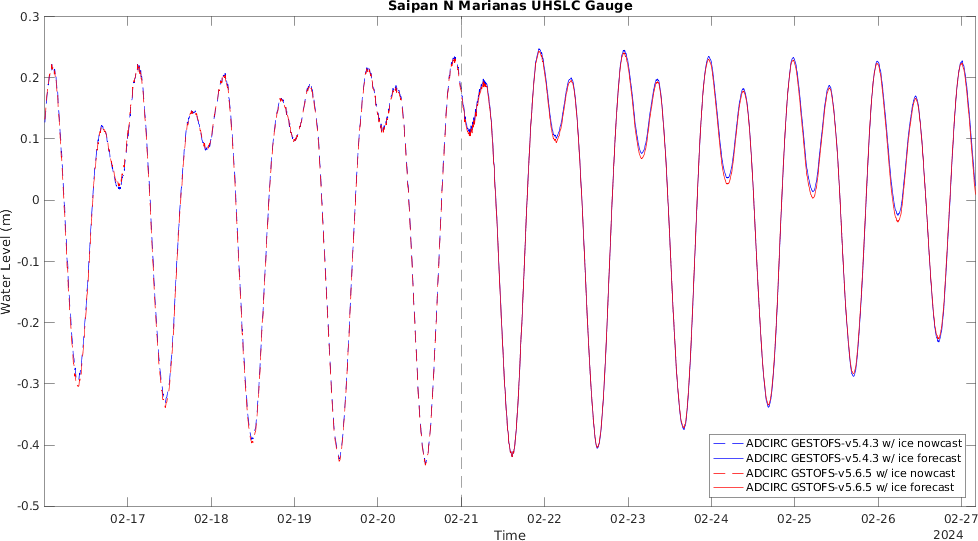 Saipan N Marianas UHSLC Gauge
0.3
0.2
0.1
0
-0.1
-0.2
-0.3
-0.4
-0.5
Water Level (m)
ADCIRC GESTOFS-v5.4.3 w/ ice nowcast
ADCIRC GESTOFS-v5.4.3 w/ ice forecast
ADCIRC GSTOFS-v5.6.5 w/ ice nowcast
ADCIRC GSTOFS-v5.6.5 w/ ice forecast
02-17 02-18 02-19 02-20 02-21 02-22 02-23 02-24 02-25 02-26 02-27
Time
2024